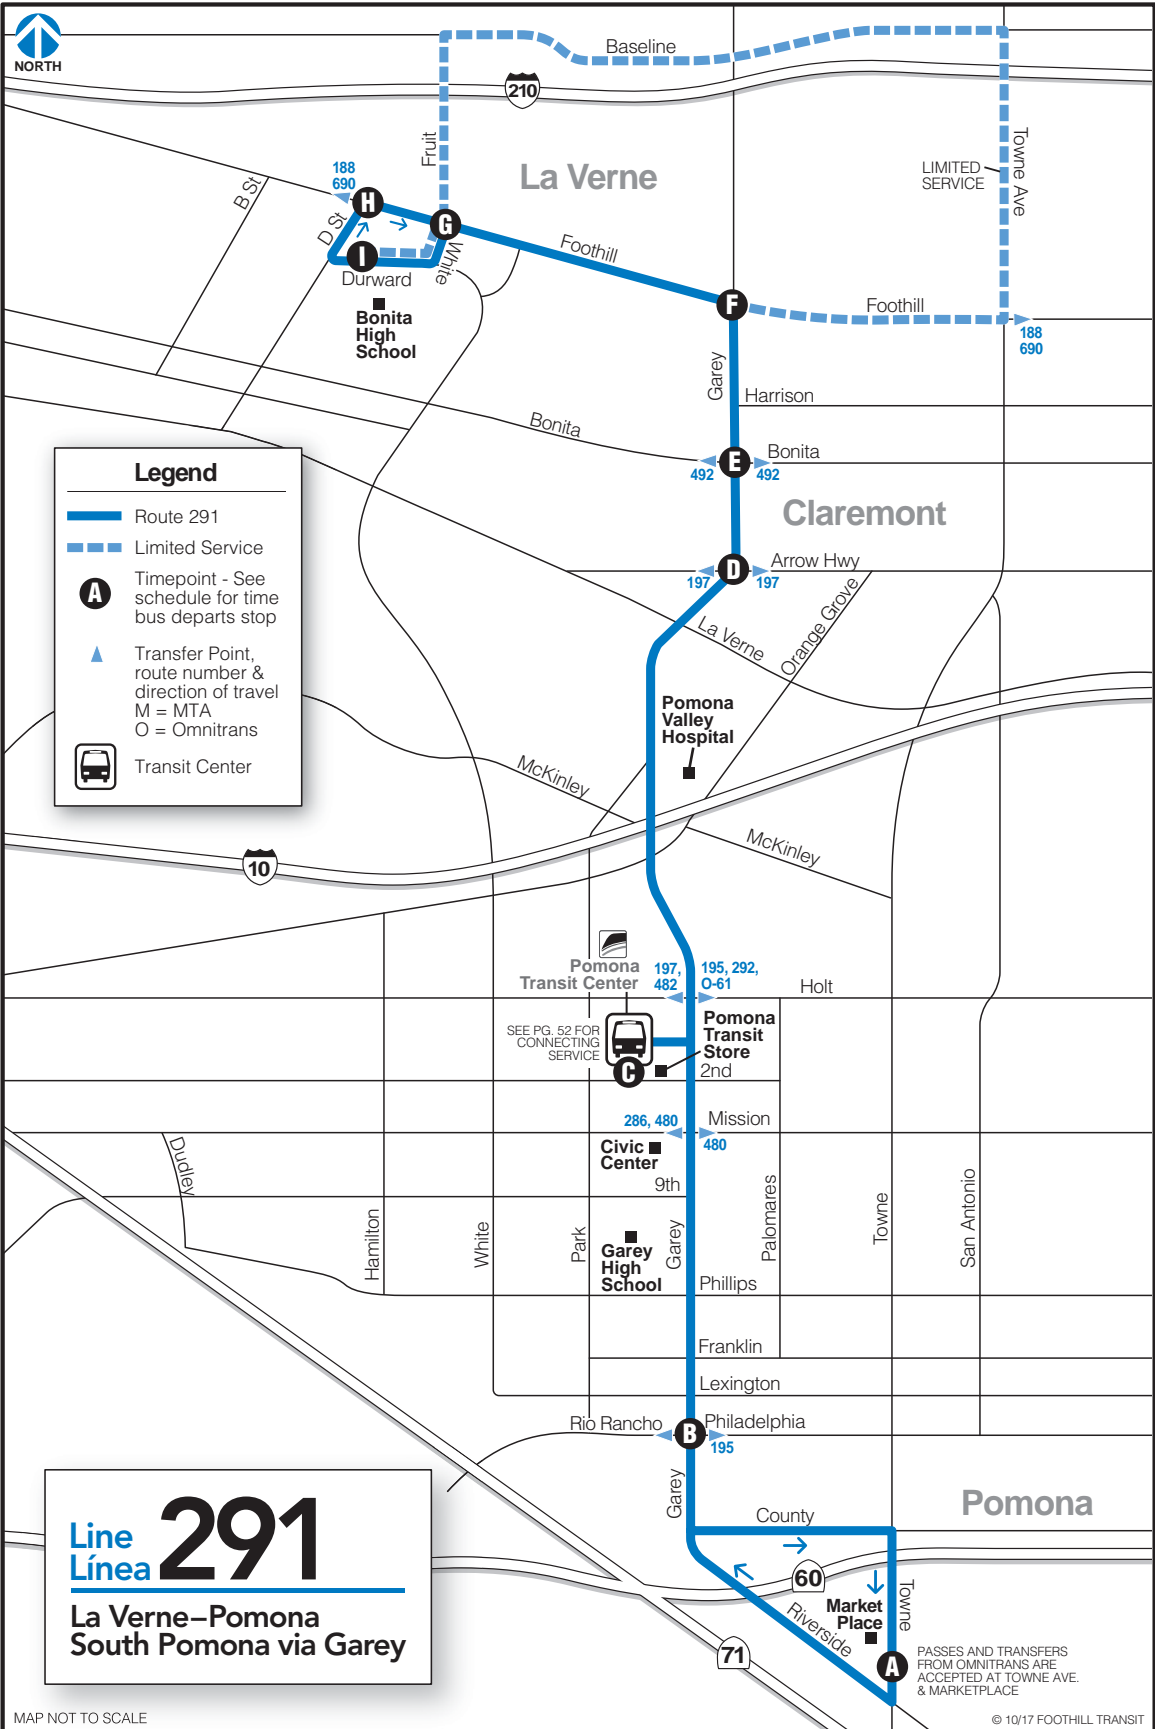 NORTH
Baseline
210
Fruit
La Verne
LIMITED
SERVICE
Towne Ave
188
690
B St
H
D St
G
I
White
Foothill
Durward
Bonita
High
School
F
Foothill
188
690
Garey
Harrison
Bonita
E
Bonita
492
492
Claremont
D
Arrow Hwy
197
197
La Verne
Orange Grove
Legend
Route 291
Limited Service
A
Timepoint - See
schedule for time
bus departs stop
Transfer Point,
route number &
direction of travel
M = MTA
O = Omnitrans
Transit Center
Pomona
Valley
Hospital
McKinley
McKinley
10
Pomona
Transit Center
197,
482
195, 292,
O-61
Holt
SEE PG. 52 FOR
CONNECTING
SERVICE
C
Pomona
Transit
Store
2nd
286, 480
Mission
480
Civic
Center
Dudley
9th
Hamilton
White
Park
Garey
Palomares
Towne
San Antonio
Garey
High
School
Phillips
Franklin
Lexington
Rio Rancho
B
Philadelphia
195
Garey
Pomona
County
60
Towne
Market
Place
Riverside
A
PASSES AND TRANSFERS
FROM OMNITRANS ARE
ACCEPTED AT TOWNE AVE.
& MARKETPLACE
71
Line
Línea
291
La Verne–Pomona
South Pomona via Garey
MAP NOT TO SCALE
© 10/17 FOOTHILL TRANSIT